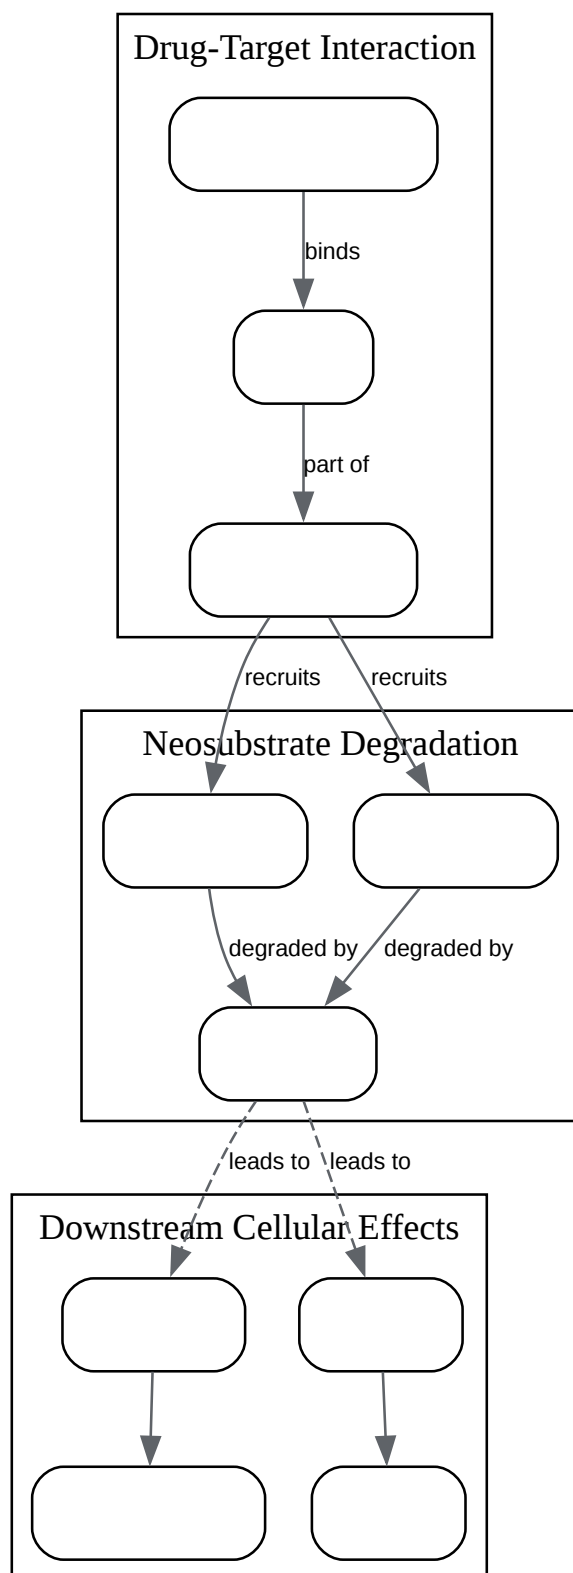 Drug-Target Interaction
binds
part of
recruits
recruits
Neosubstrate Degradation
degraded by
degraded by
leads to
leads to
Downstream Cellular Effects